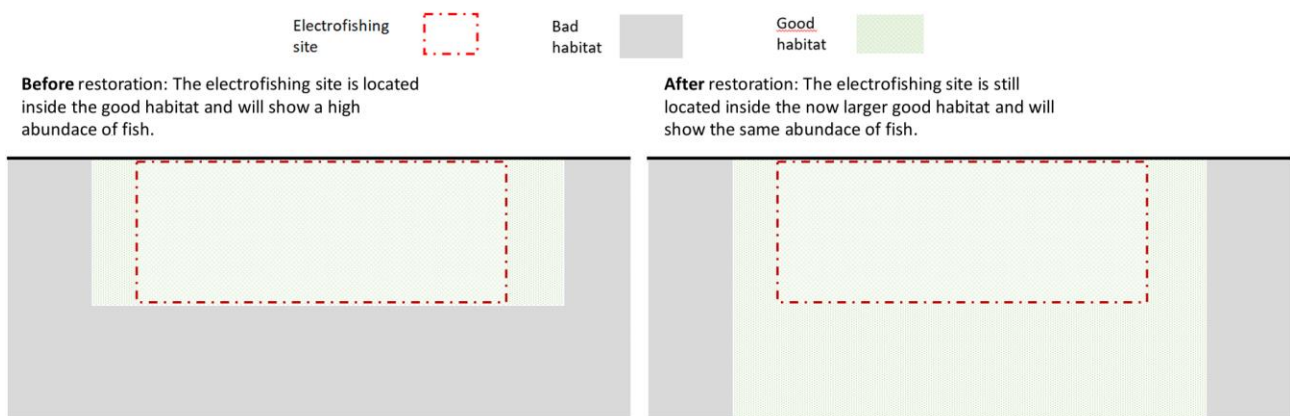 Electrofishing
site
Bad
habitat
Good
habitat
Before restoration: The electrofishing site is located
inside the good habitat and will show a high
abundace of fish.
After restoration: The electrofishing site is still
located inside the now larger good habitat and will
show the same abundace of fish.